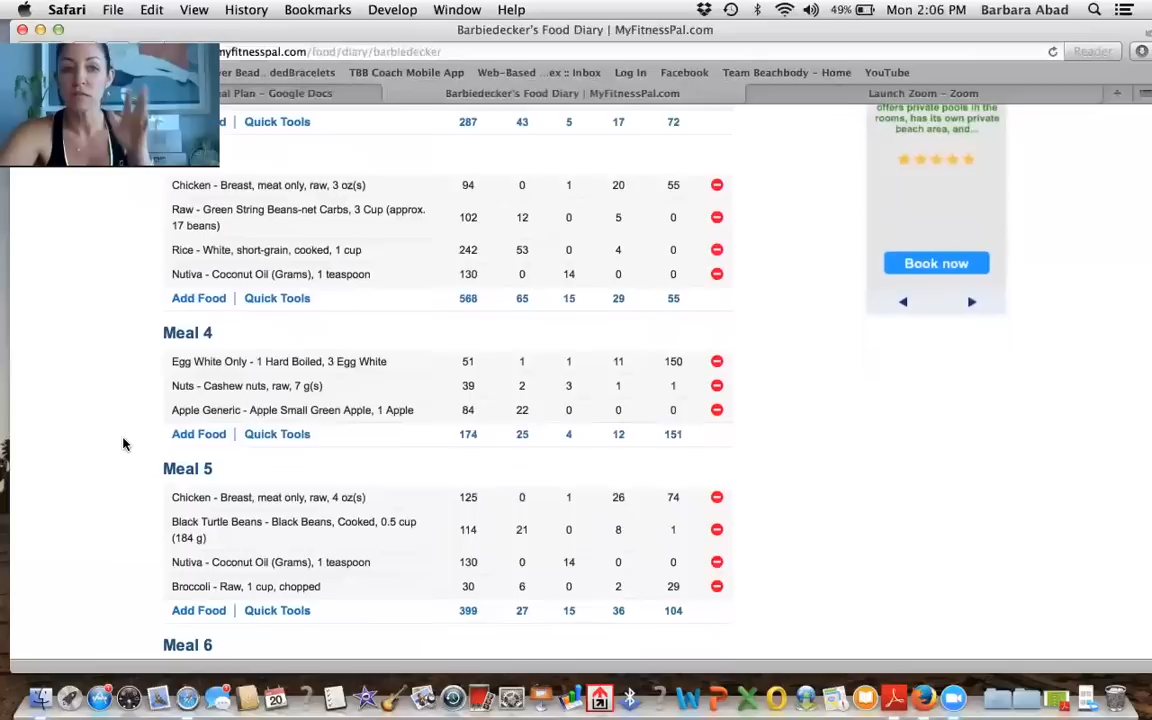 Safari File Edit View History Bookmarks Develop Window Help 49% Mon 2:06 PM Barbara Abad
Barbiedecker's Food Diary | MyFitnessPal.com
myfitnesspal.com/food/diary/barbiedecker Reader
TBB Coach Mobile App Web-Based ...ex :: Inbox Log In Facebook Team Beachbody - Home YouTube
Plan - Google Docs Barbiedecker's Food Diary | MyFitnessPal.com Launch Zoom - Zoom +
offers private pools in the
rooms, has its own private
beach area, and...
Quick Tools 287 43 5 17 72
Chicken - Breast, meat only, raw, 3 oz(s) 94 0 1 20 55
Raw - Green String Beans-net Carbs, 3 Cup (approx.
17 beans) 102 12 0 5 0
Rice - White, short-grain, cooked, 1 cup 242 53 0 4 0
Nutiva - Coconut Oil (Grams), 1 teaspoon 130 0 14 0 0
Add Food | Quick Tools 568 65 15 29 55
Book now
Meal 4
Egg White Only - 1 Hard Boiled, 3 Egg White 51 1 1 11 150
Nuts - Cashew nuts, raw, 7 g(s) 39 2 3 1 1
Apple Generic - Apple Small Green Apple, 1 Apple 84 22 0 0 0
Add Food | Quick Tools 174 25 4 12 151
Meal 5
Chicken - Breast, meat only, raw, 4 oz(s) 125 0 1 26 74
Black Turtle Beans - Black Beans, Cooked, 0.5 cup
(184 g) 114 21 0 8 1
Nutiva - Coconut Oil (Grams), 1 teaspoon 130 0 14 0 0
Broccoli - Raw, 1 cup, chopped 30 6 0 2 29
Add Food | Quick Tools 399 27 15 36 104
Meal 6
20